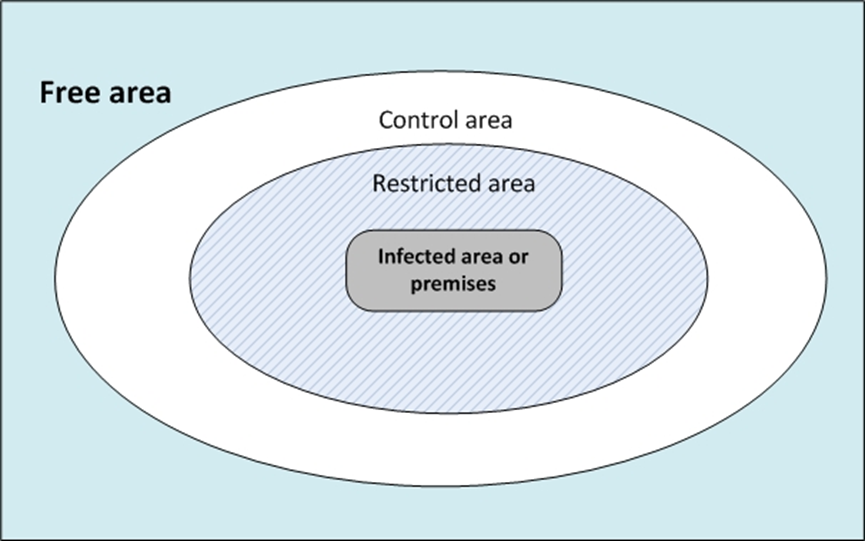 Free area
Control area
Restricted area
Infected area or
premises